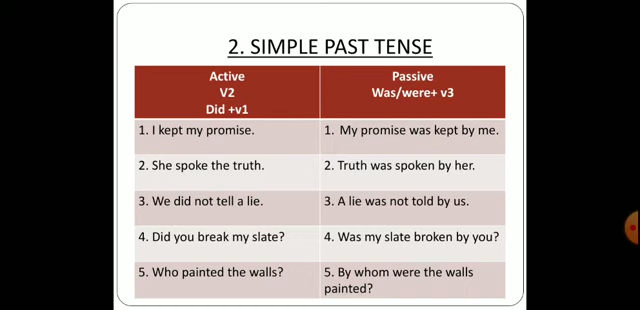 2. SIMPLE PAST TENSE
Active
V2
Did +v1
Passive
Was/were+ v3
1. I kept my promise.
1. My promise was kept by me.
2. She spoke the truth.
2. Truth was spoken by her.
3. We did not tell a lie.
3. A lie was not told by us.
4. Did you break my slate?
4. Was my slate broken by you?
5. Who painted the walls?
5. By whom were the walls
painted?